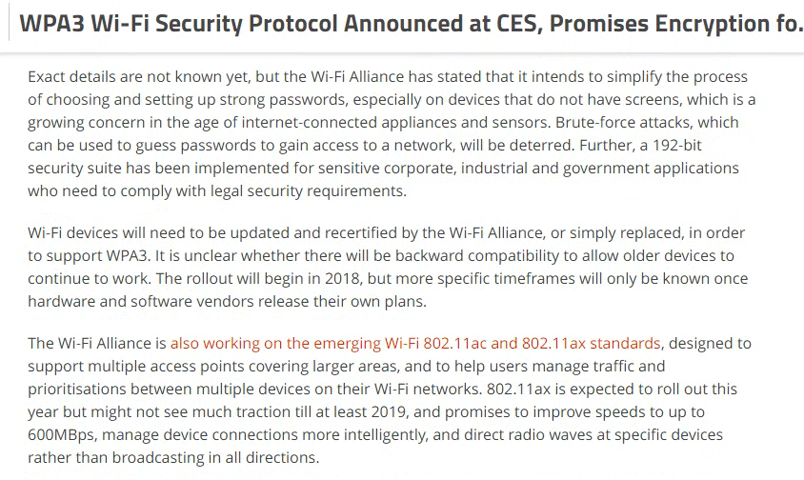 WPA3 Wi-Fi Security Protocol Announced at CES, Promises Encryption fo.
Exact details are not known yet, but the Wi-Fi Alliance has stated that it intends to simplify the process
of choosing and setting up strong passwords, especially on devices that do not have screens, which is a
growing concern in the age of internet-connected appliances and sensors. Brute-force attacks, which
can be used to guess passwords to gain access to a network, will be deterred. Further, a 192-bit
security suite has been implemented for sensitive corporate, industrial and government applications
who need to comply with legal security requirements.
Wi-Fi devices will need to be updated and recertified by the Wi-Fi Alliance, or simply replaced, in order
to support WPA3. It is unclear whether there will be backward compatibility to allow older devices to
continue to work. The rollout will begin in 2018, but more specific timeframes will only be known once
hardware and software vendors release their own plans.
The Wi-Fi Alliance is also working on the emerging Wi-Fi 802.11ac and 802.11ax standards, designed to
support multiple access points covering larger areas, and to help users manage traffic and
prioritisations between multiple devices on their Wi-Fi networks. 802.11ax is expected to roll out this
year but might not see much traction till at least 2019, and promises to improve speeds to up to
600MBps, manage device connections more intelligently, and direct radio waves at specific devices
rather than broadcasting in all directions.